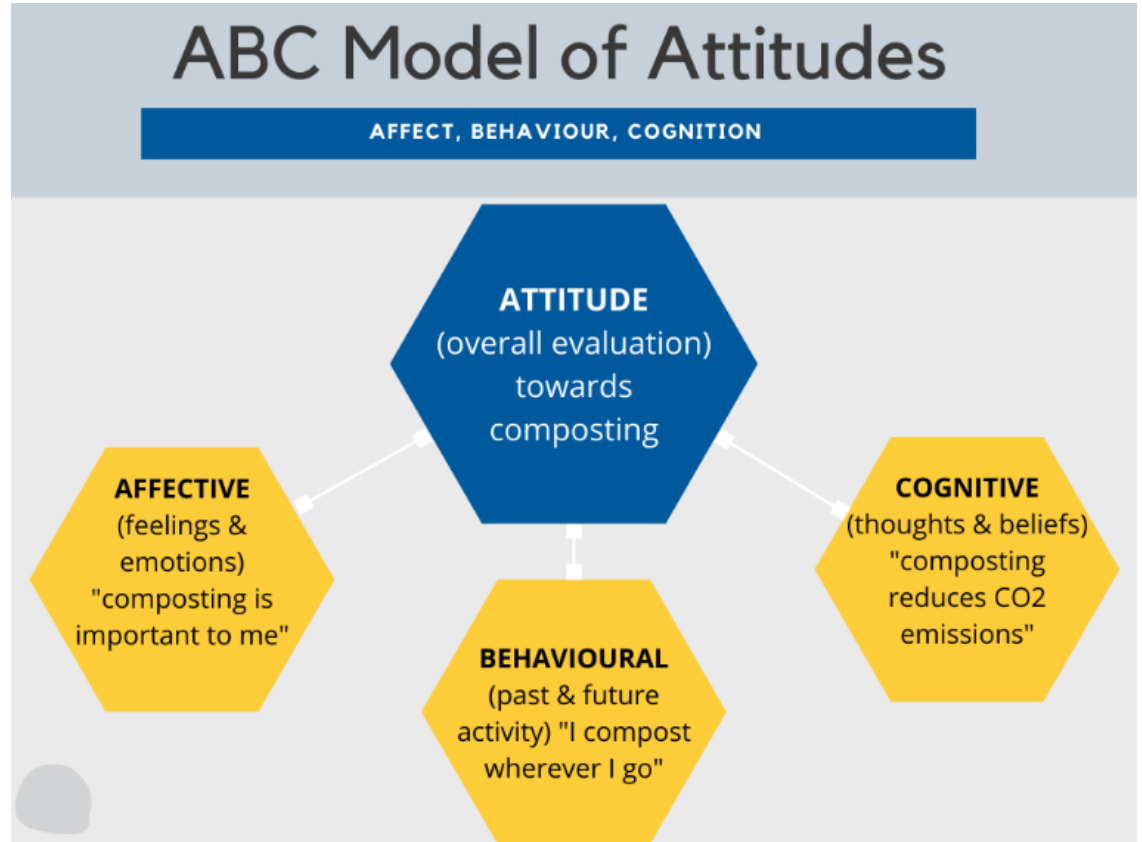 ABC Model of Attitudes
AFFECT, BEHAVIOUR, COGNITION
ATTITUDE
(overall evaluation)
towards
composting
AFFECTIVE
(feelings &
emotions)
"composting is
important to me"
BEHAVIOURAL
(past & future
activity) "I compost
wherever I go"
COGNITIVE
(thoughts & beliefs)
"composting
reduces CO2
emissions"